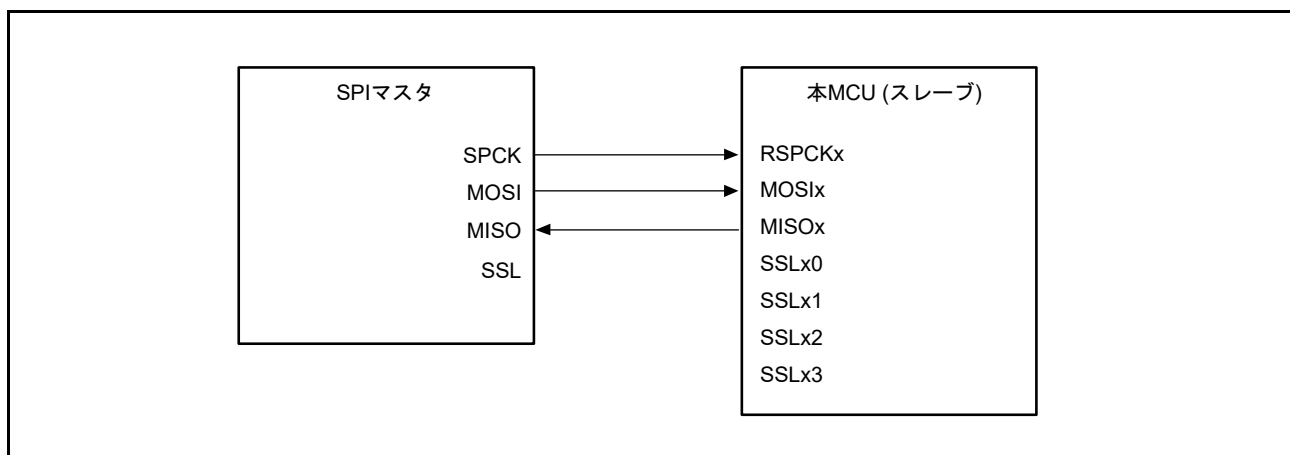 SPIマスタ
SPCK
MOSI
MISO
SSL
本MCU (スレーブ)
RSPCKx
MOSIx
MISOx
SSLx0
SSLx1
SSLx2
SSLx3